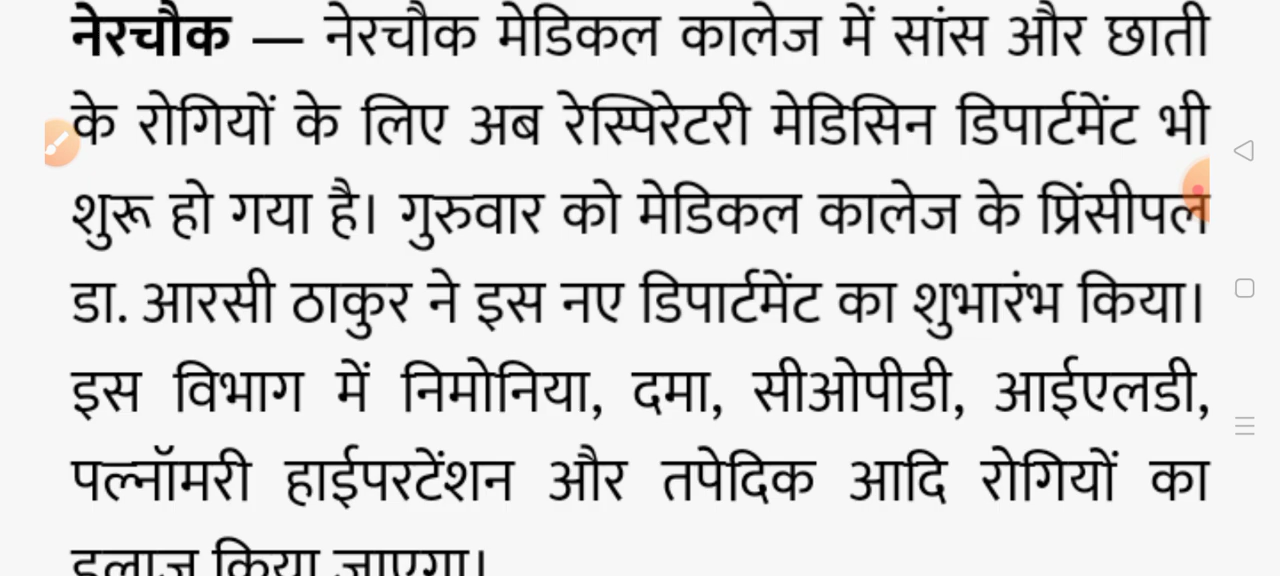 नेरचौक — नेरचौक मेडिकल कालेज में सांस और छाती
के रोगियों के लिए अब रेस्पिरेटरी मेडिसिन डिपार्टमेंट भी
शुरू हो गया है। गुरुवार को मेडिकल कालेज के प्रिंसीपल
डा. आरसी ठाकुर ने इस नए डिपार्टमेंट का शुभारंभ किया।
इस विभाग में निमोनिया, दमा, सीओपीडी, आईएलडी,
पल्नॉमरी हाईपरटेंशन और तपेदिक आदि रोगियों का
इलाज किया जाएगा।